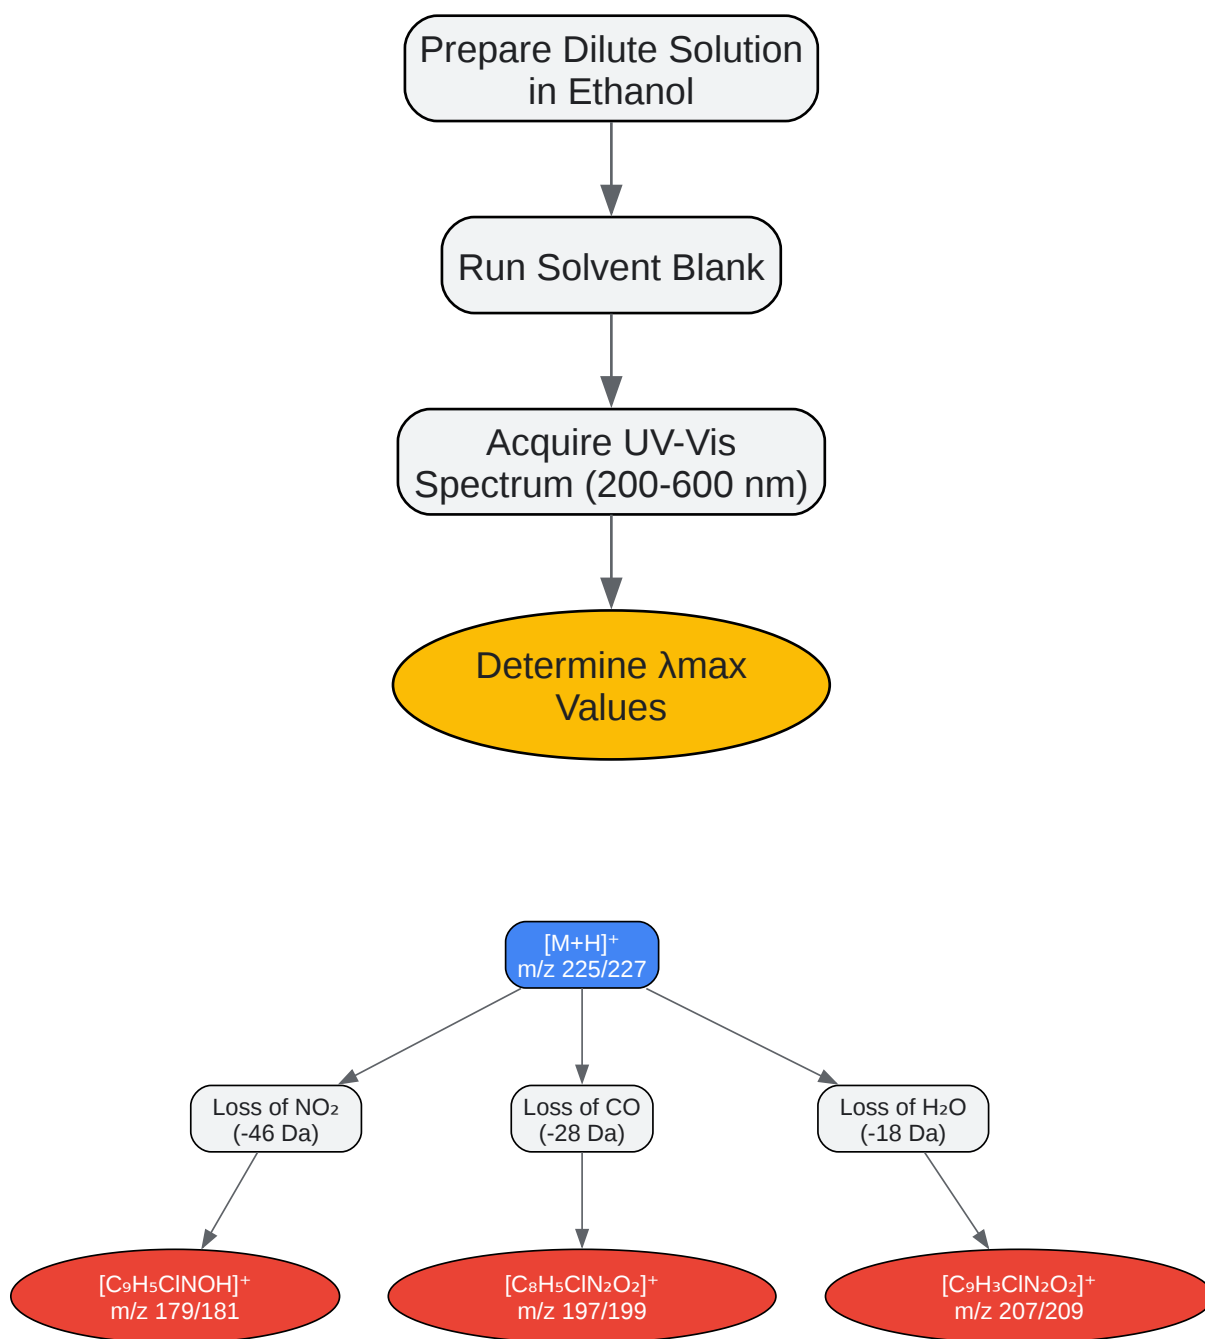 Prepare Dilute Solution
in Ethanol
Run Solvent Blank
Acquire UV-Vis
Spectrum (200-600 nm)
Determine λmax
Values
[M+H]⁺
m/z 225/227
Loss of NO₂
(-46 Da)
Loss of CO
(-28 Da)
Loss of H₂O
(-18 Da)
[C₉H₅ClNOH]⁺
m/z 179/181
[C₈H₅ClN₂O₂]⁺
m/z 197/199
[C₉H₃ClN₂O₂]⁺
m/z 207/209